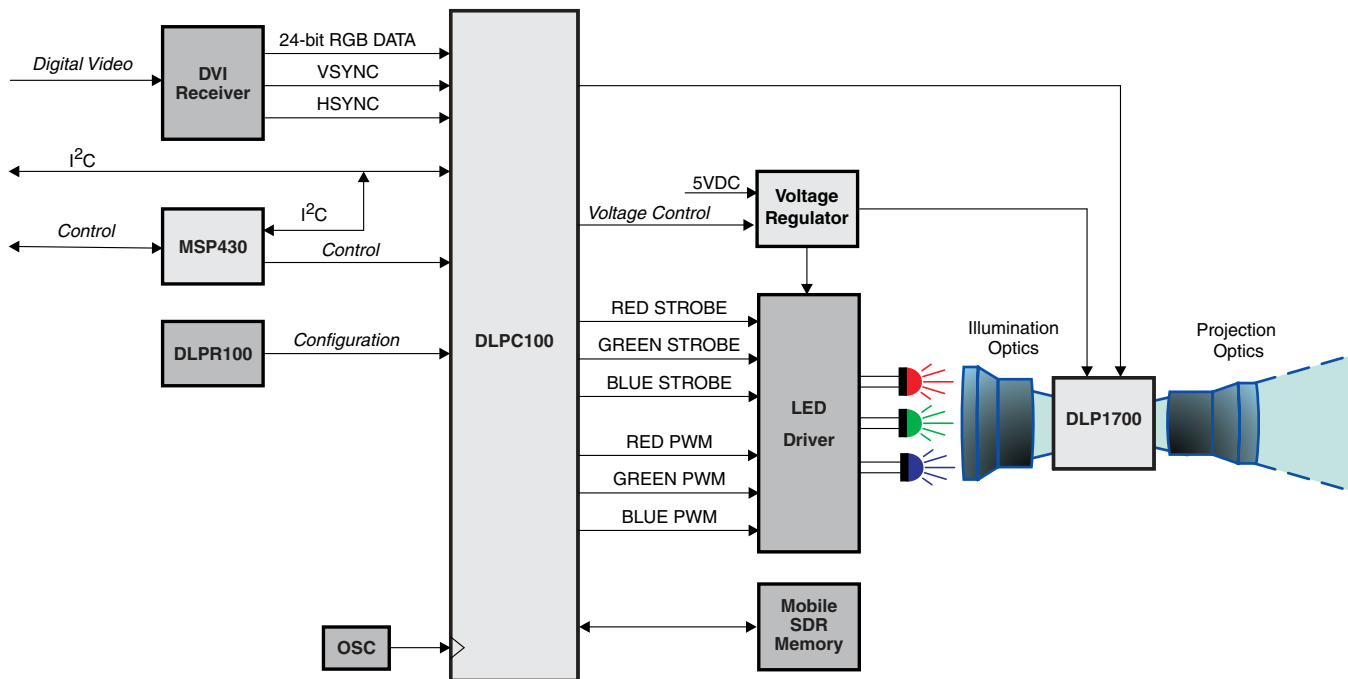 24-bit RGB DATA
Digital Video
DVI
Receiver
VSYNC
HSYNC
I²C
I²C
Control
MSP430
Control
DLPR100
Configuration
OSC
DLPC100
5VDC
Voltage Control
Voltage
Regulator
RED STROBE
GREEN STROBE
BLUE STROBE
RED PWM
GREEN PWM
BLUE PWM
LED
Driver
Mobile
SDR
Memory
Illumination
Optics
DLP1700
Projection
Optics